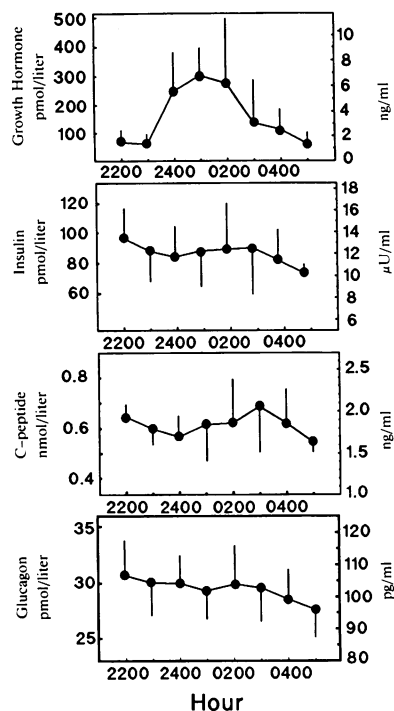 Growth Hormone
pmol/liter
500
400
300
200
100
10
8
6
4
2
0
ng/ml
2200 2400 0200 0400
Insulin
pmol/liter
120
100
80
60
18
16
14
12
10
8
6
µU/ml
2200 2400 0200 0400
C-peptide
nmol/liter
0.8
0.6
0.4
2.5
2.0
1.5
1.0
ng/ml
2200 2400 0200 0400
Glucagon
pmol/liter
35
30
25
120
110
100
90
80
pg/ml
2200 2400 0200 0400
Hour